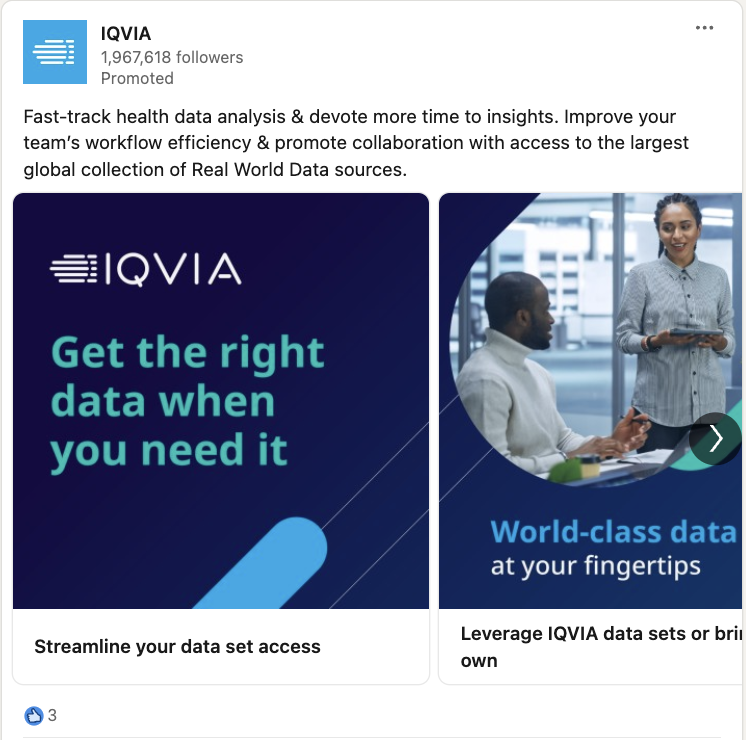 IQVIA
1,967,618 followers
Promoted
Fast-track health data analysis & devote more time to insights. Improve your
team’s workflow efficiency & promote collaboration with access to the largest
global collection of Real World Data sources.
IQVIA
Get the right
data when
you need it
World-class data
at your fingertips
Streamline your data set access
Leverage IQVIA data sets or
own
3